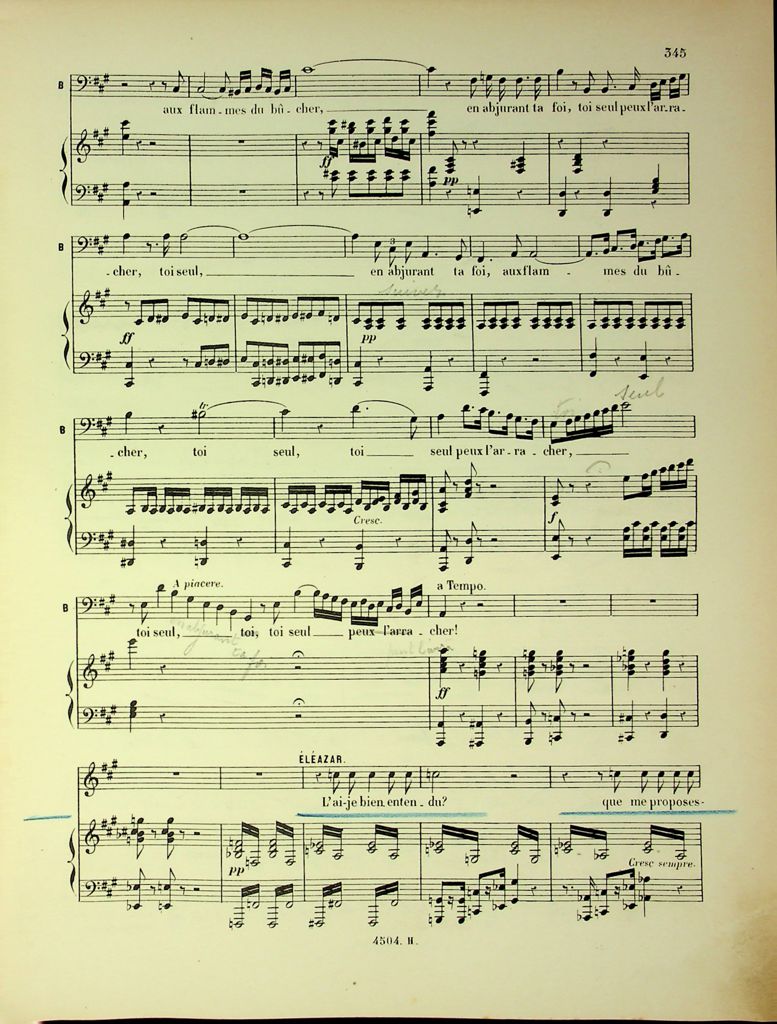 345
B
aux flam - mes du bû - cher, en abjurant ta foi, toi seul peux l'ar - ra -
ff pp
B
3
- cher, toi seul, en abjurant ta foi, aux flam - mes du bû -
suivez
ff pp
seul
B tr.
- cher, toi seul, toi seul peux l'ar - ra - cher,
Cresc. f
A piacere. a Tempo.
B
toi seul, toi, toi seul peux l'arra - cher!
ff
ÉLÉAZAR.
L'ai-je bien enten - du? que me proposes-
pp Cresc sempre.
4504. H.